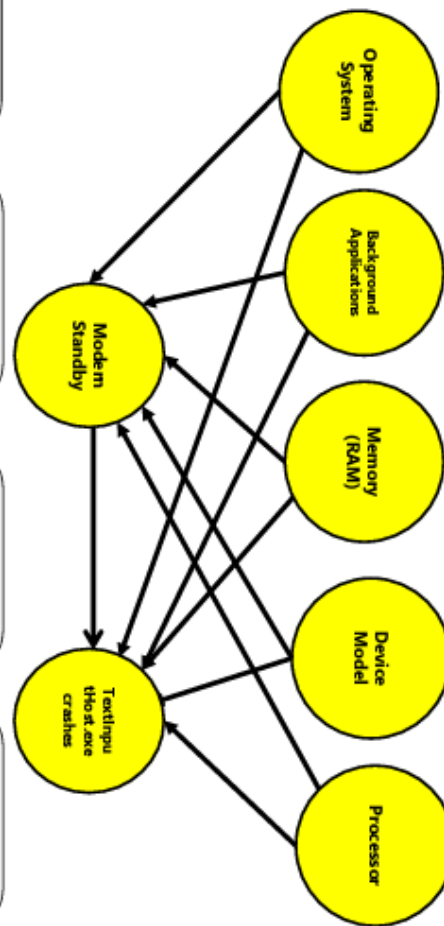 Operating
System
Background
Applications
Memory
(RAM)
Device
Model
Processor
Modern
Standby
TextInpu
tHost.exe
crashes